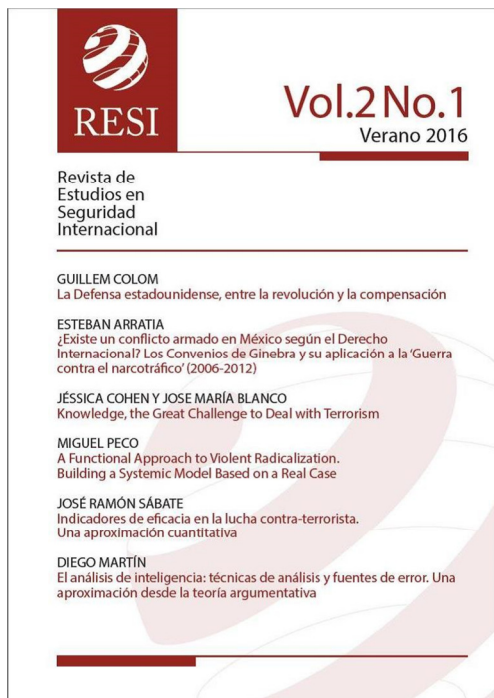 RESI
Vol.2 No.1
Verano 2016
Revista de
Estudios en
Seguridad
Internacional
GUILLEM COLOM
La Defensa estadounidense, entre la revolución y la compensación
ESTEBAN ARRATIA
¿Existe un conflicto armado en México según el Derecho
Internacional? Los Convenios de Ginebra y su aplicación a la ‘Guerra
contra el narcotráfico’ (2006-2012)
JÉSSICA COHEN Y JOSE MARÍA BLANCO
Knowledge, the Great Challenge to Deal with Terrorism
MIGUEL PECO
A Functional Approach to Violent Radicalization.
Building a Systemic Model Based on a Real Case
JOSÉ RAMÓN SÁBATE
Indicadores de eficacia en la lucha contra-terrorista.
Una aproximación cuantitativa
DIEGO MARTÍN
El análisis de inteligencia: técnicas de análisis y fuentes de error. Una
aproximación desde la teoría argumentativa